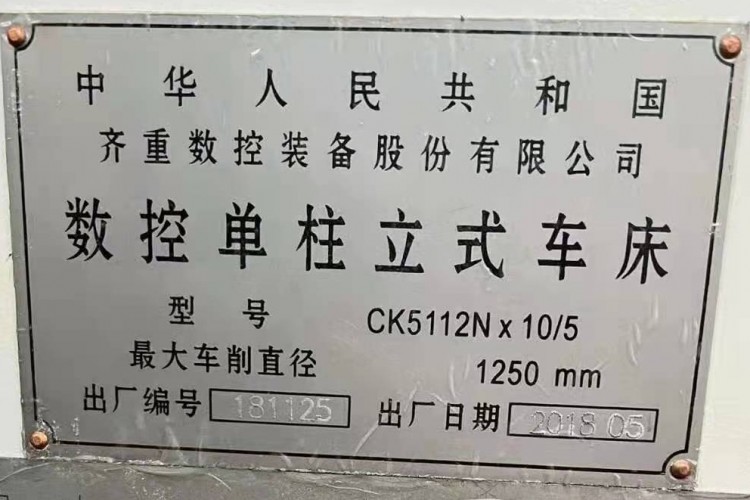 中华人民共和国
齐重数控装备股份有限公司
数控单柱立式车床
型号 CK5112N x 10/5
最大车削直径 1250 mm
出厂编号 181125 出厂日期 2018 05